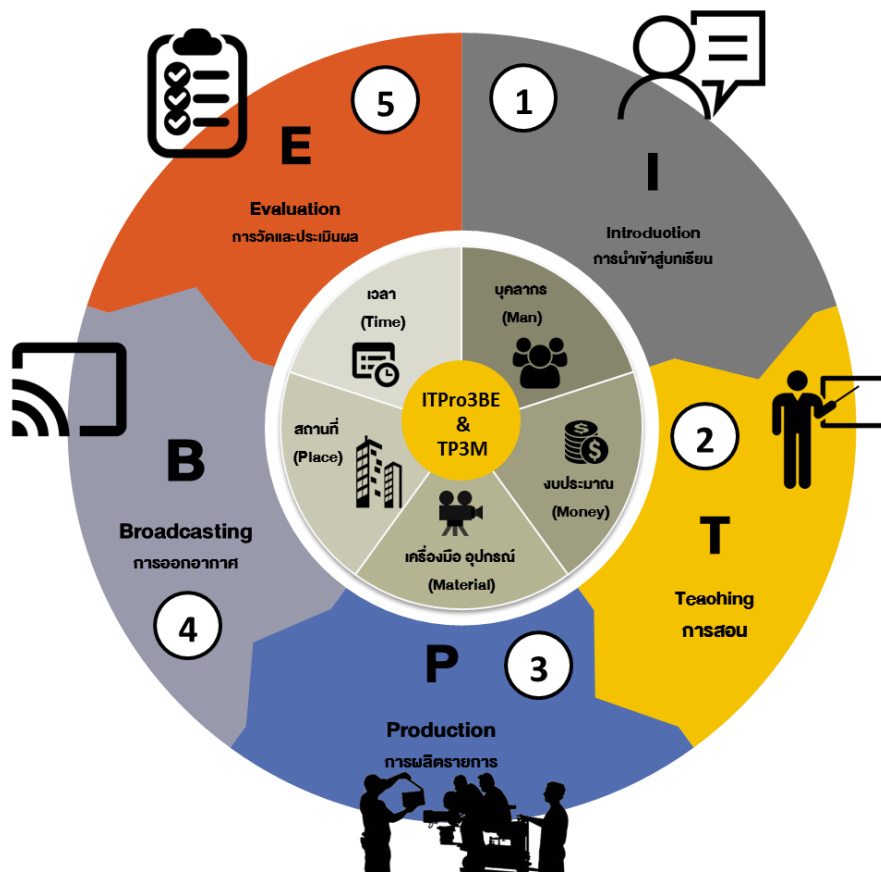 1
I
Introduction
การนำเข้าสู่บทเรียน
2
T
Teaching
การสอน
3
P
Production
การผลิตรายการ
4
B
Broadcasting
การออกอากาศ
5
E
Evaluation
การวัดและประเมินผล
เวลา
(Time)
บุคลากร
(Man)
งบประมาณ
(Money)
เครื่องมือ อุปกรณ์
(Material)
สถานที่
(Place)
ITPro3BE
&
TP3M